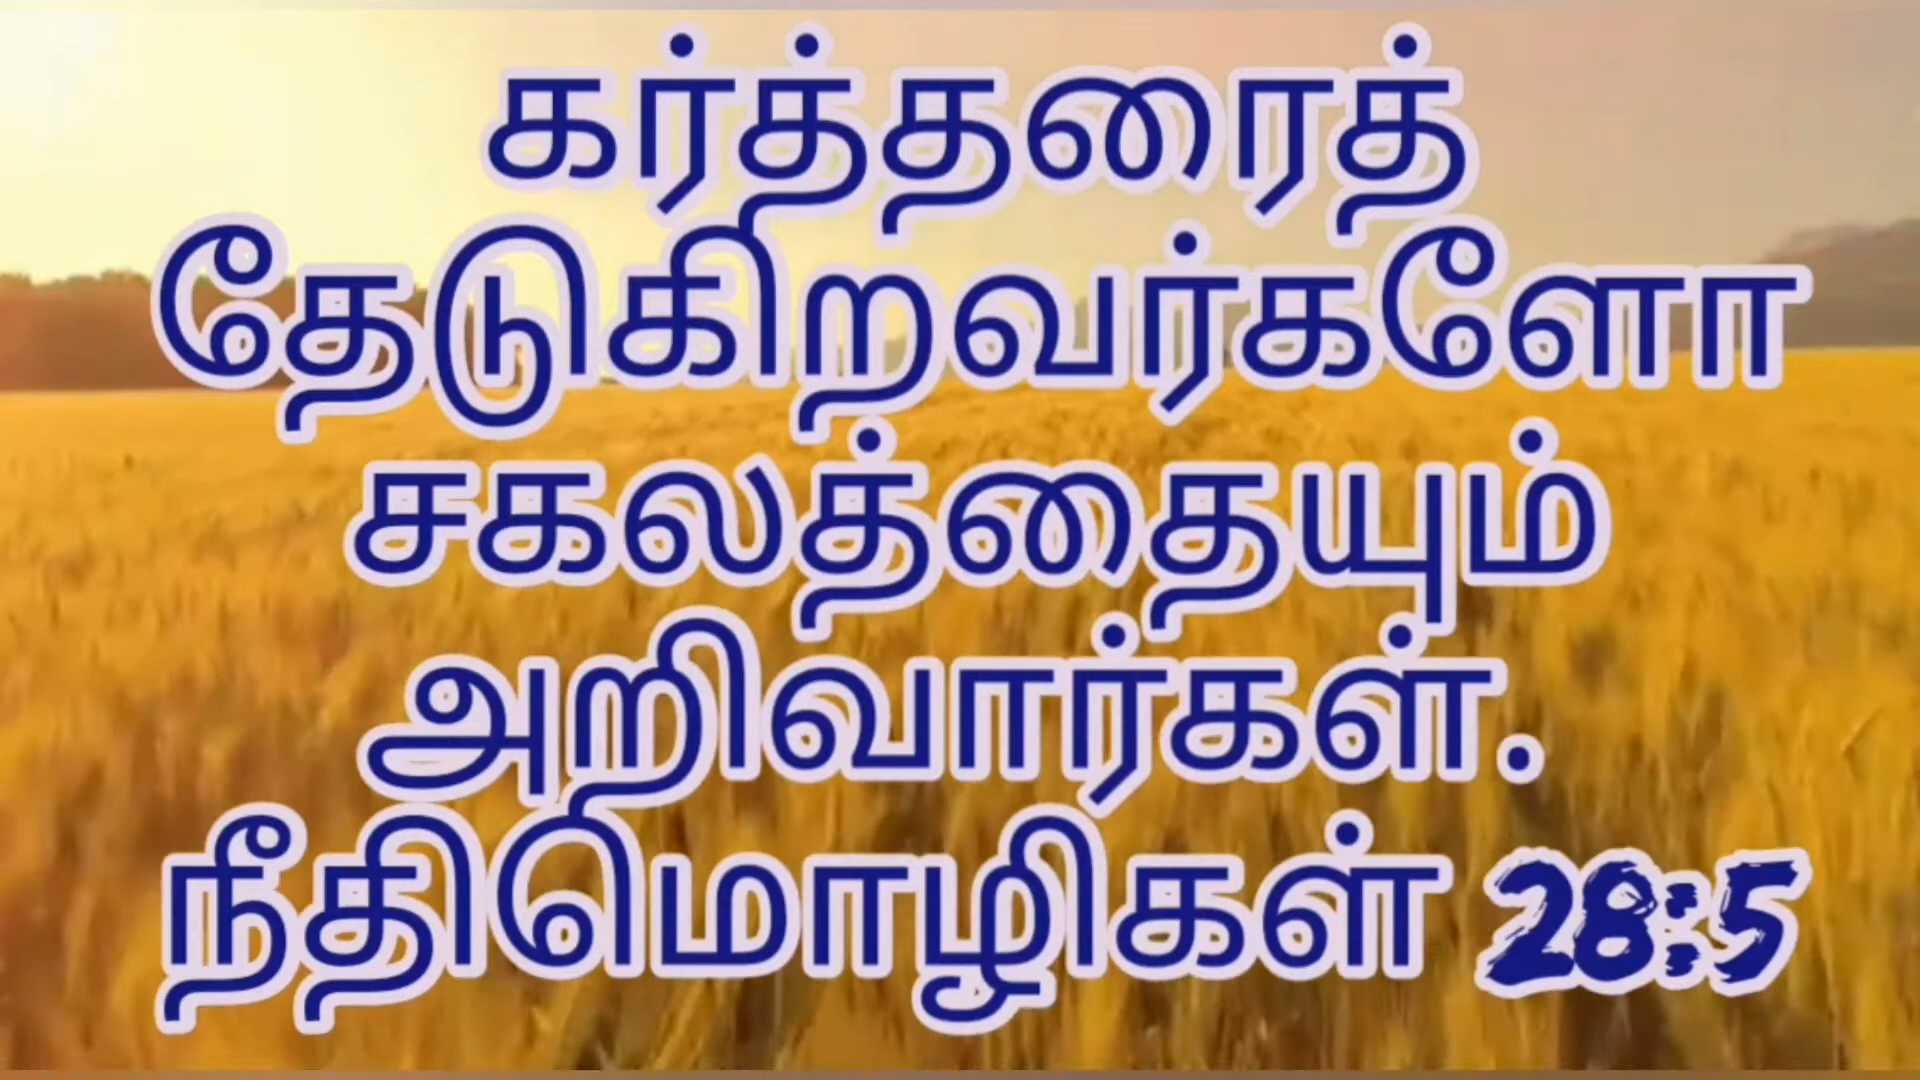 கர்த்தரைத்
தேடுகிறவர்களோ
சகலத்தையும்
அறிவார்கள்.
நீதிமொழிகள் 28:5